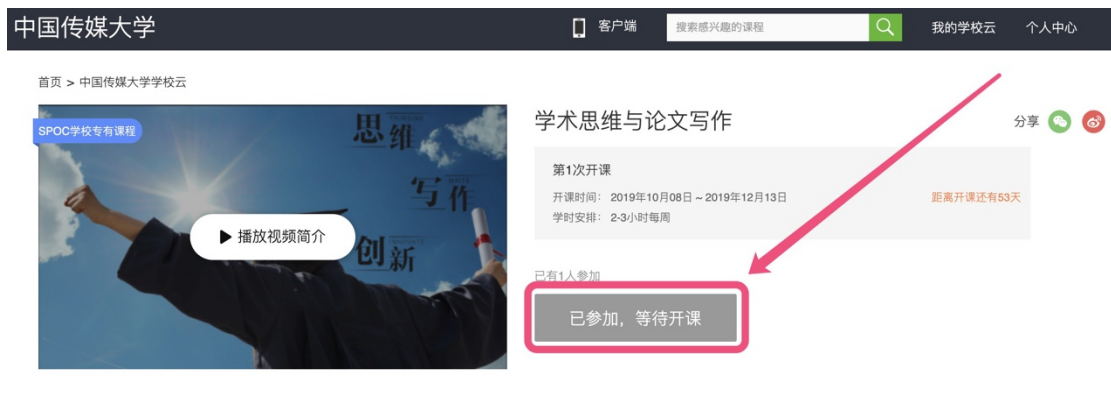 中国传媒大学
客户端
搜索感兴趣的课程
我的学校云
个人中心
首页 > 中国传媒大学学校云
SPOC学校专有课程
思维
写作
创新
▶ 播放视频简介
学术思维与论文写作
分享
第1次开课
开课时间： 2019年10月08日 ~ 2019年12月13日
距离开课还有53天
学时安排： 2-3小时每周
已有1人参加
已参加，等待开课